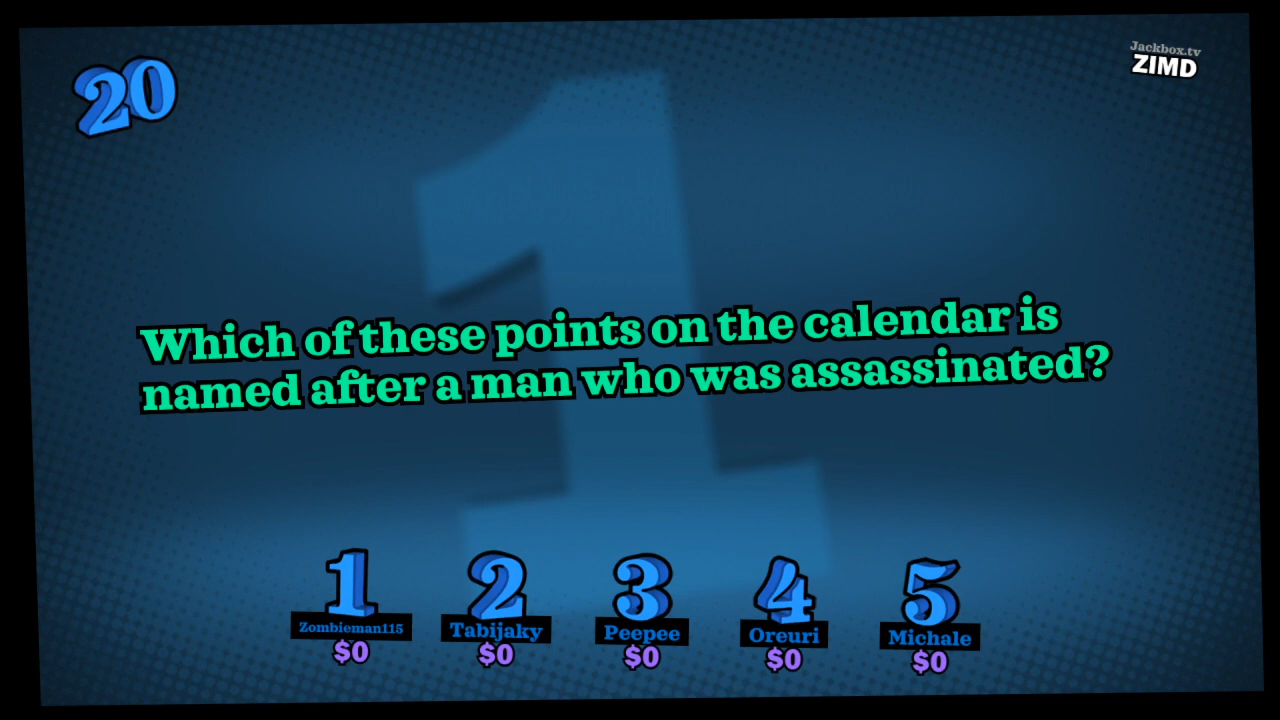 20
Jackbox.tv
ZIMD
1
Which of these points on the calendar is
named after a man who was assassinated?
1
2
3
4
5
Zombieman115
Tabijaky
Peepee
Oreuri
Michale
$0
$0
$0
$0
$0